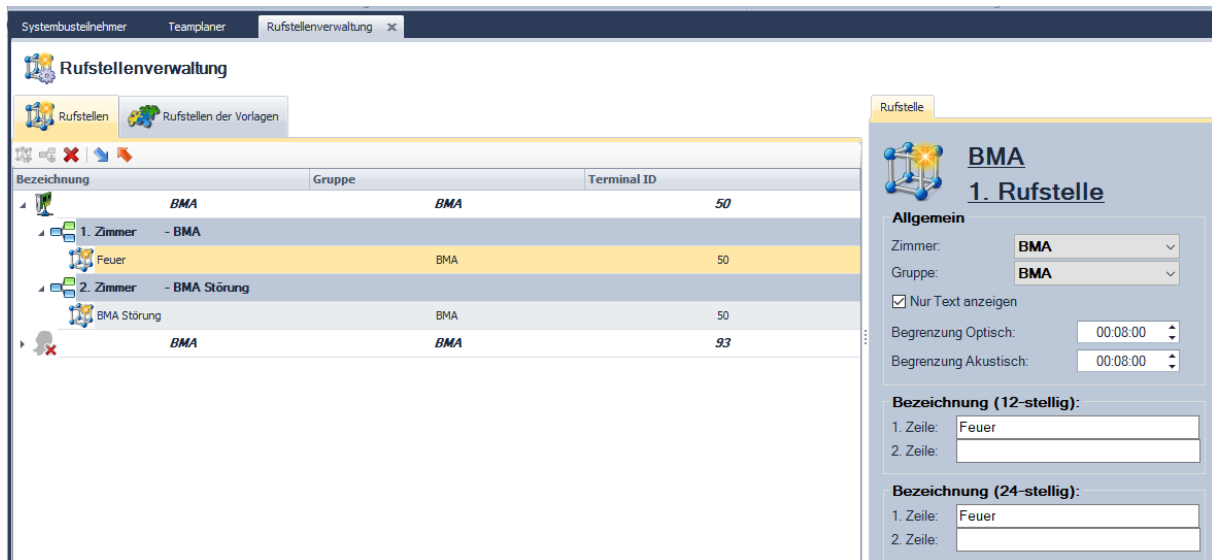 Systembusteilnehmer Teamplaner Rufstellenverwaltung
Rufstellenverwaltung
Rufstellen Rufstellen der Vorlagen
Bezeichnung Gruppe Terminal ID
BMA BMA 50
1. Zimmer - BMA
Feuer BMA 50
2. Zimmer - BMA Störung
BMA Störung BMA 50
BMA BMA 93
Rufstelle
BMA
1. Rufstelle
Allgemein
Zimmer: BMA
Gruppe: BMA
Nur Text anzeigen
Begrenzung Optisch: 00:08:00
Begrenzung Akustisch: 00:08:00
Bezeichnung (12-stellig):
1. Zeile: Feuer
2. Zeile:
Bezeichnung (24-stellig):
1. Zeile: Feuer
2. Zeile: